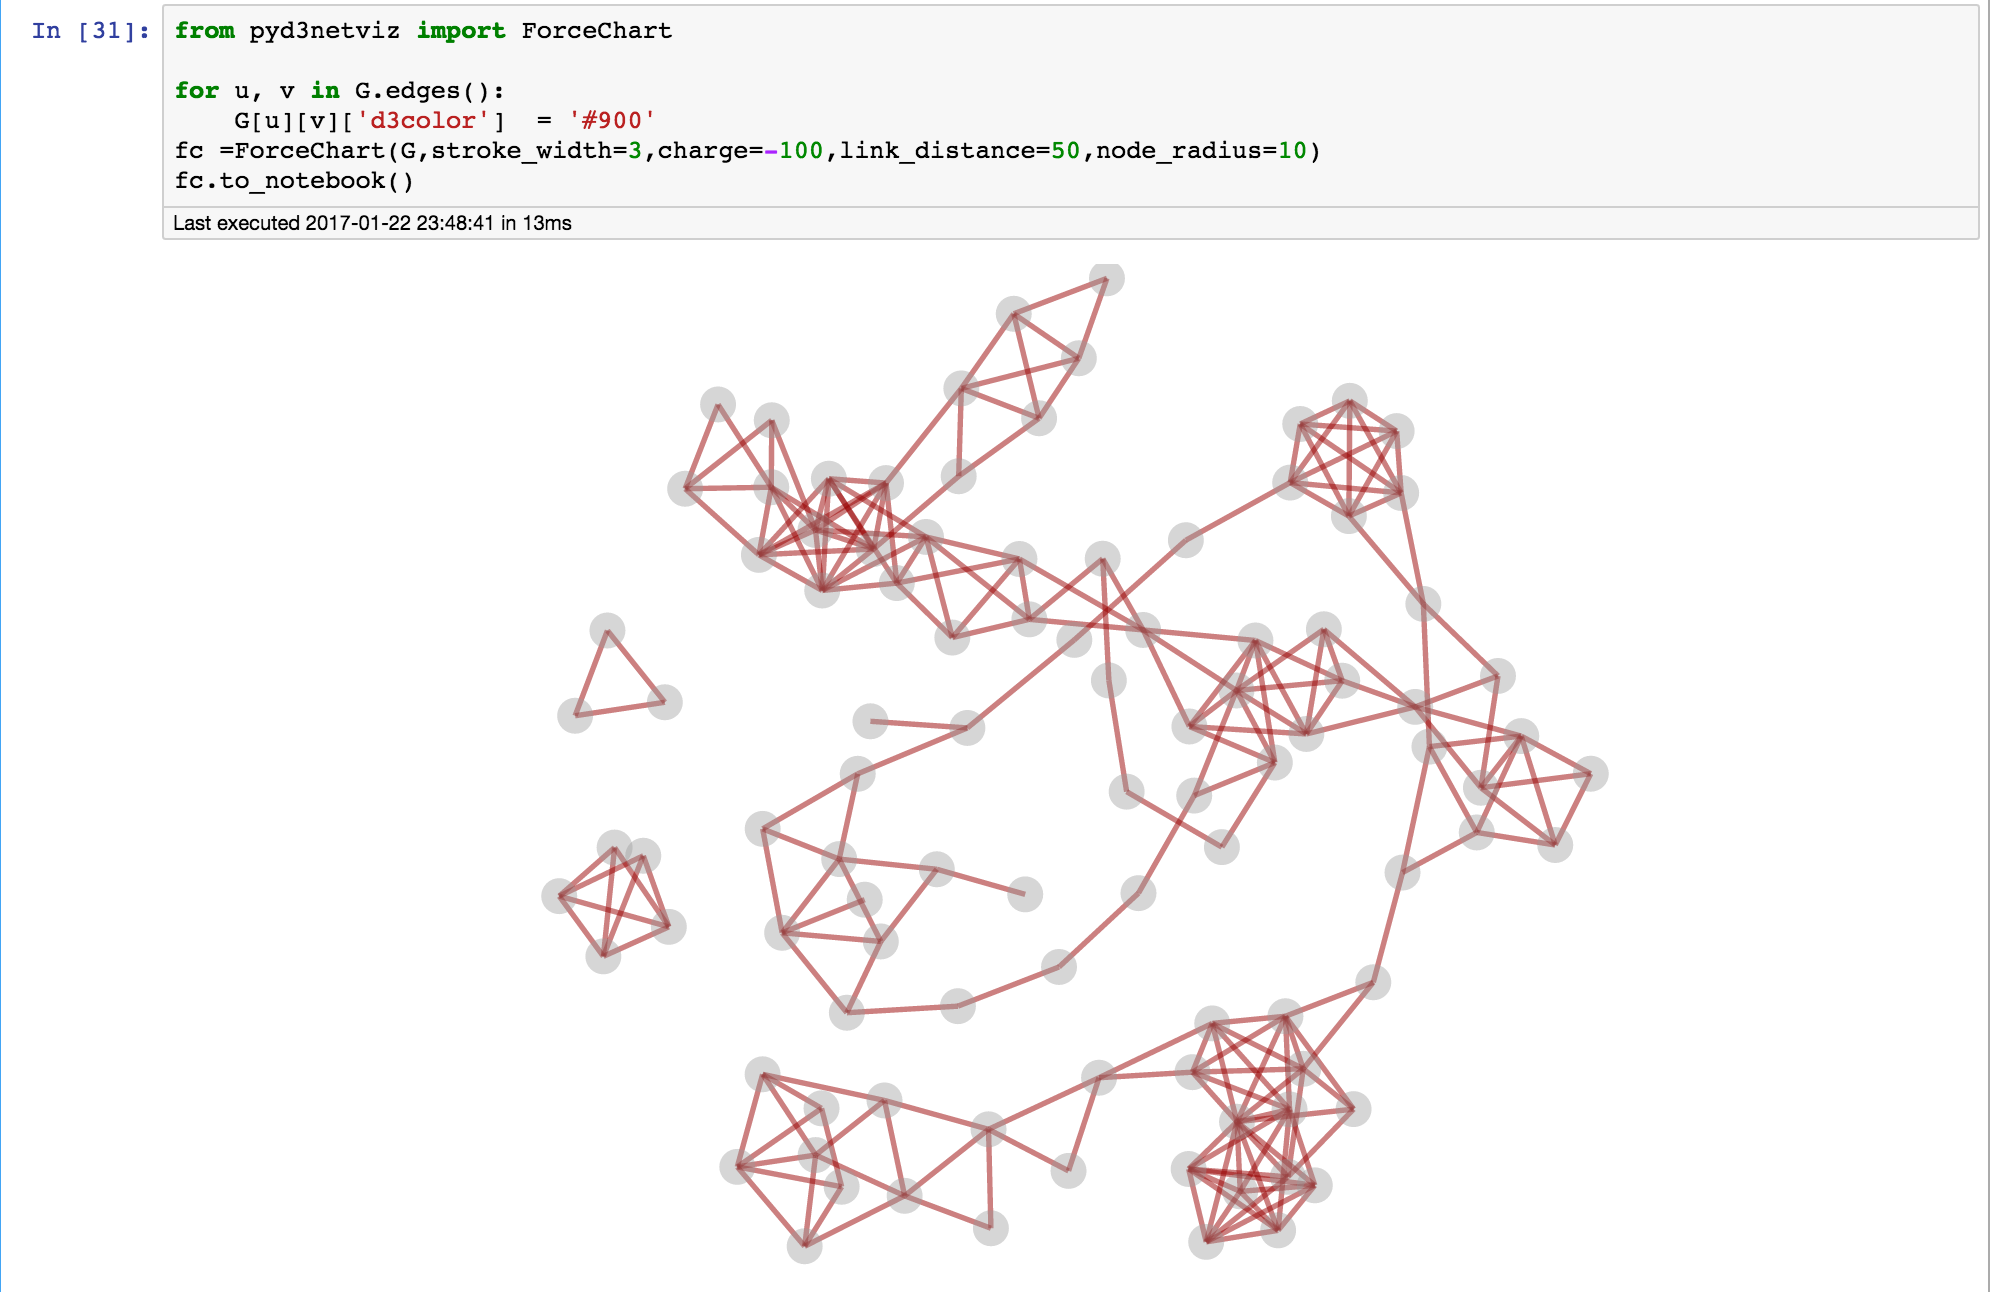 In [31]:
from pyd3netviz import ForceChart
for u, v in G.edges():
    G[u][v]['d3color']  = '#900'
fc =ForceChart(G,stroke_width=3,charge=-100,link_distance=50,node_radius=10)
fc.to_notebook()
Last executed 2017-01-22 23:48:41 in 13ms